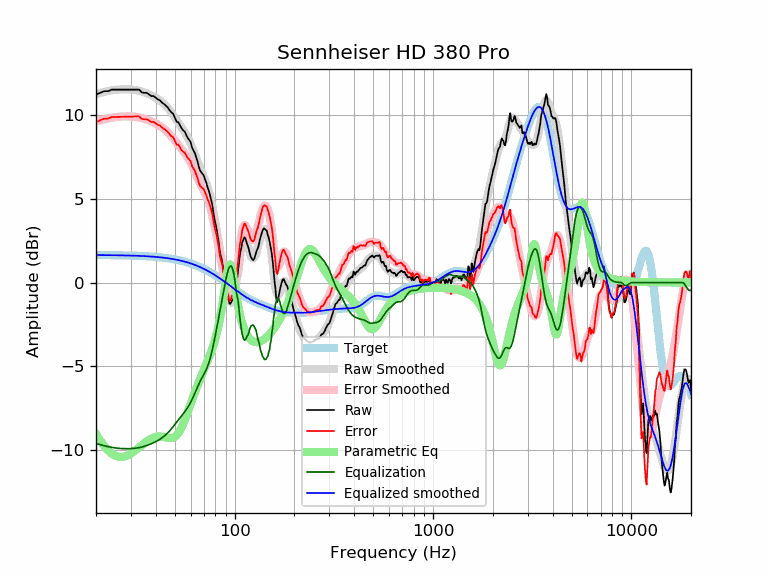 Sennheiser HD 380 Pro
10
5
0
−5
−10
Amplitude (dBr)
Target
Raw Smoothed
Error Smoothed
Raw
Error
Parametric Eq
Equalization
Equalized smoothed
100
1000
10000
Frequency (Hz)